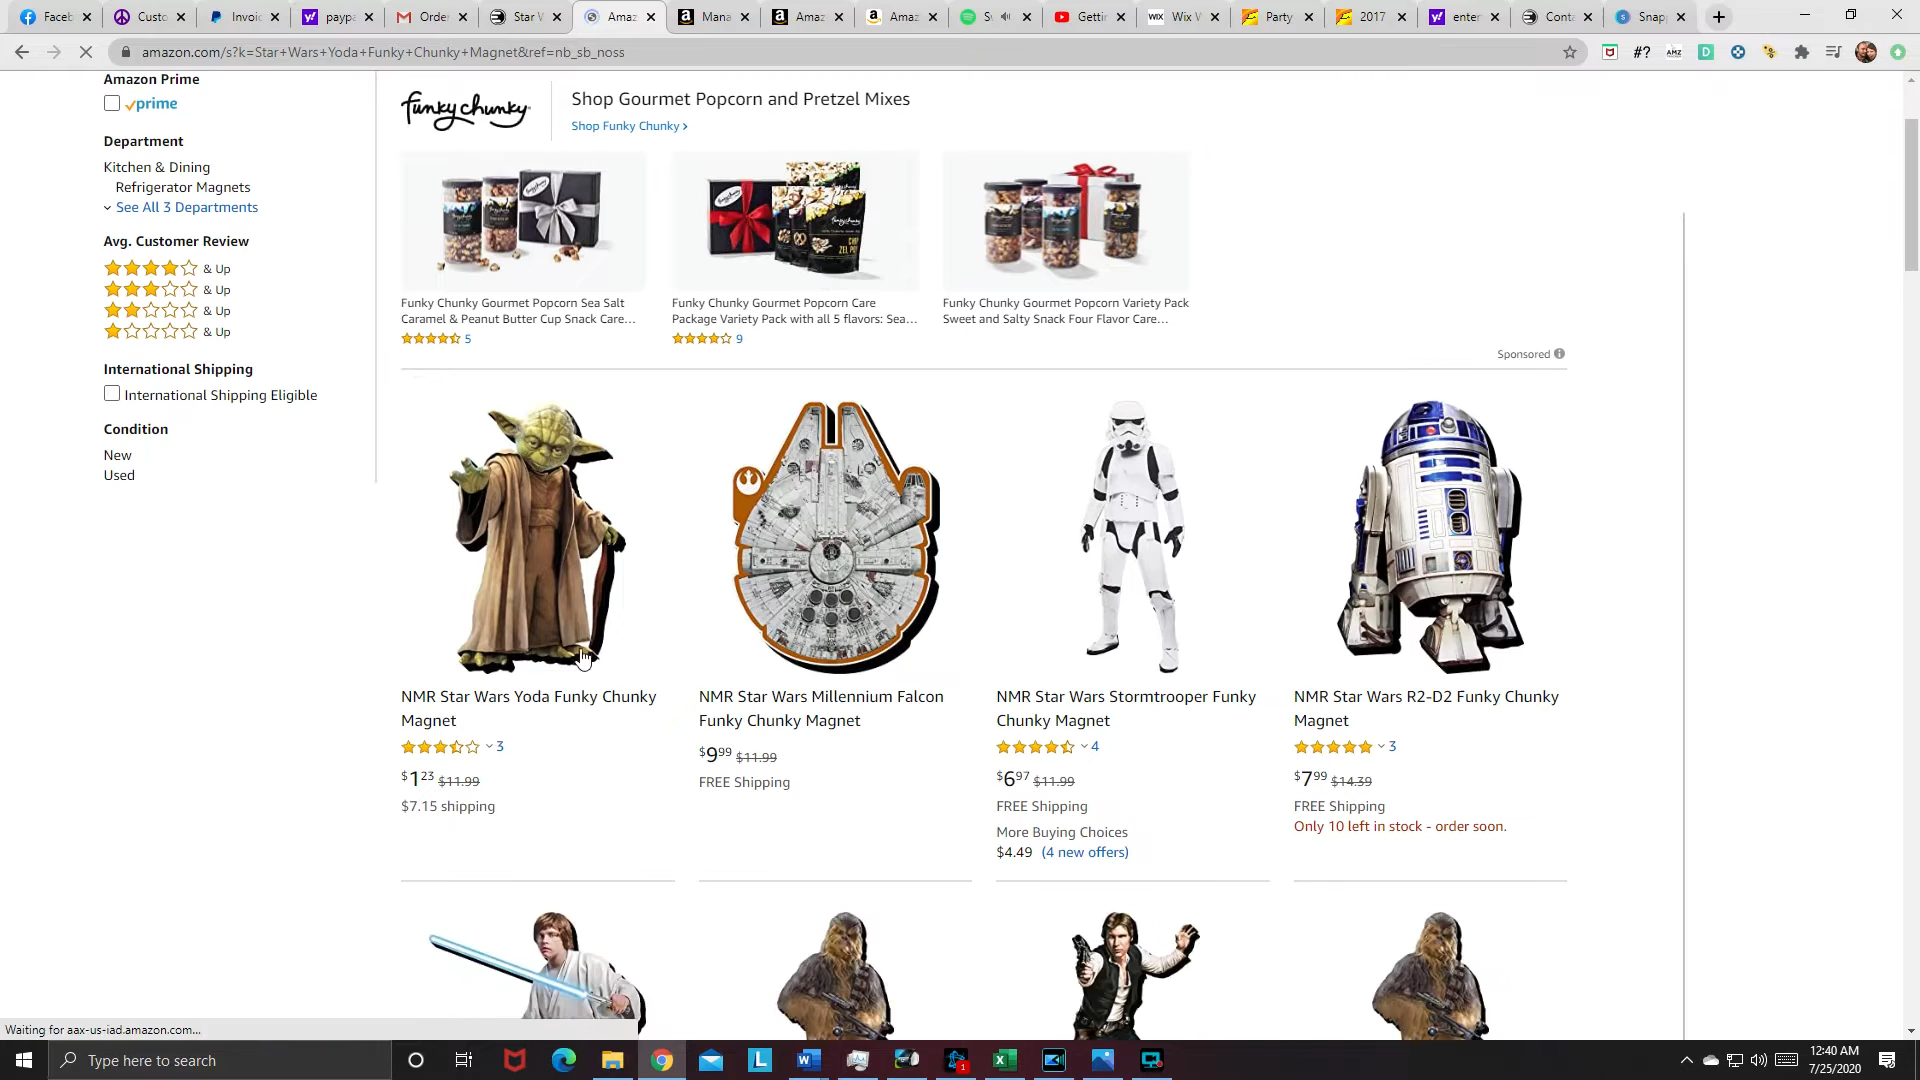 Faceb
Custo
Invoic
payp
Order
Star W
Amaz
Mana
Amaz
Amaz
Gettin
Wix W
Party
2017
enter
Conta
Snap
amazon.com/s?k=Star+Wars+Yoda+Funky+Chunky+Magnet&ref=nb_sb_noss
#?
AMZ
Amazon Prime
prime
Department
Kitchen & Dining
Refrigerator Magnets
See All 3 Departments
Avg. Customer Review
& Up
& Up
& Up
& Up
International Shipping
International Shipping Eligible
Condition
New
Used
funky chunky
Shop Gourmet Popcorn and Pretzel Mixes
Shop Funky Chunky ›
Funky Chunky Gourmet Popcorn Sea Salt
Caramel & Peanut Butter Cup Snack Care...
5
Funky Chunky Gourmet Popcorn Care
Package Variety Pack with all 5 flavors: Sea...
9
Funky Chunky Gourmet Popcorn Variety Pack
Sweet and Salty Snack Four Flavor Care...
Sponsored
NMR Star Wars Yoda Funky Chunky
Magnet
3
$1.23 $11.99
$7.15 shipping
NMR Star Wars Millennium Falcon
Funky Chunky Magnet
$9.99 $11.99
FREE Shipping
NMR Star Wars Stormtrooper Funky
Chunky Magnet
4
$6.97 $11.99
FREE Shipping
More Buying Choices
$4.49 (4 new offers)
NMR Star Wars R2-D2 Funky Chunky
Magnet
3
$7.99 $14.39
FREE Shipping
Only 10 left in stock - order soon.
Waiting for aax-us-iad.amazon.com...
Type here to search
12:40 AM
7/25/2020